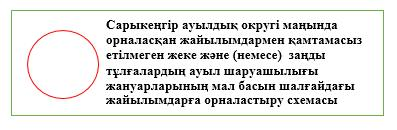 Сарыкеңгір ауылдық округі маңында
орналасқан жайылымдармен қамтамасыз
етілмеген жеке және (немесе) заңды
тұлғалардың ауыл шаруашылығы
жануарларының мал басын шалғайдағы
жайылымдарға орналастыру схемасы